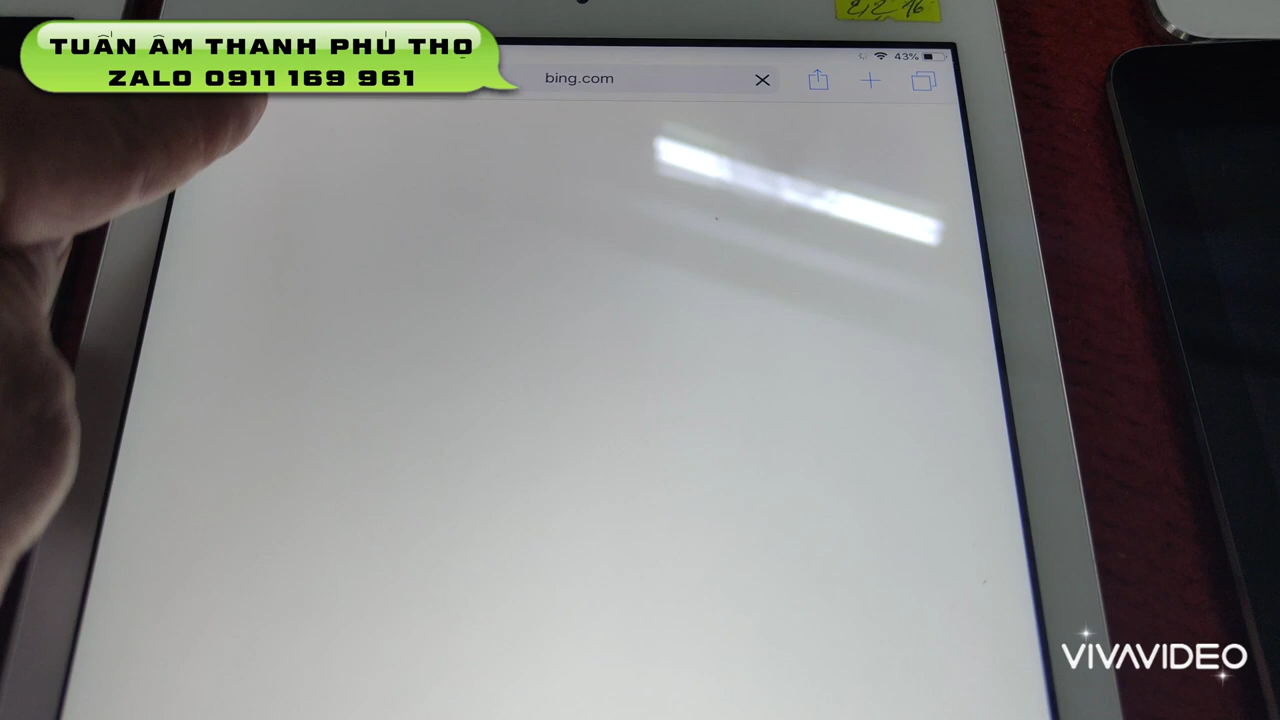 TUẤN ÂM THANH PHÚ THỌ
ZALO 0911 169 961
43%
bing.com
VIVAVIDEO